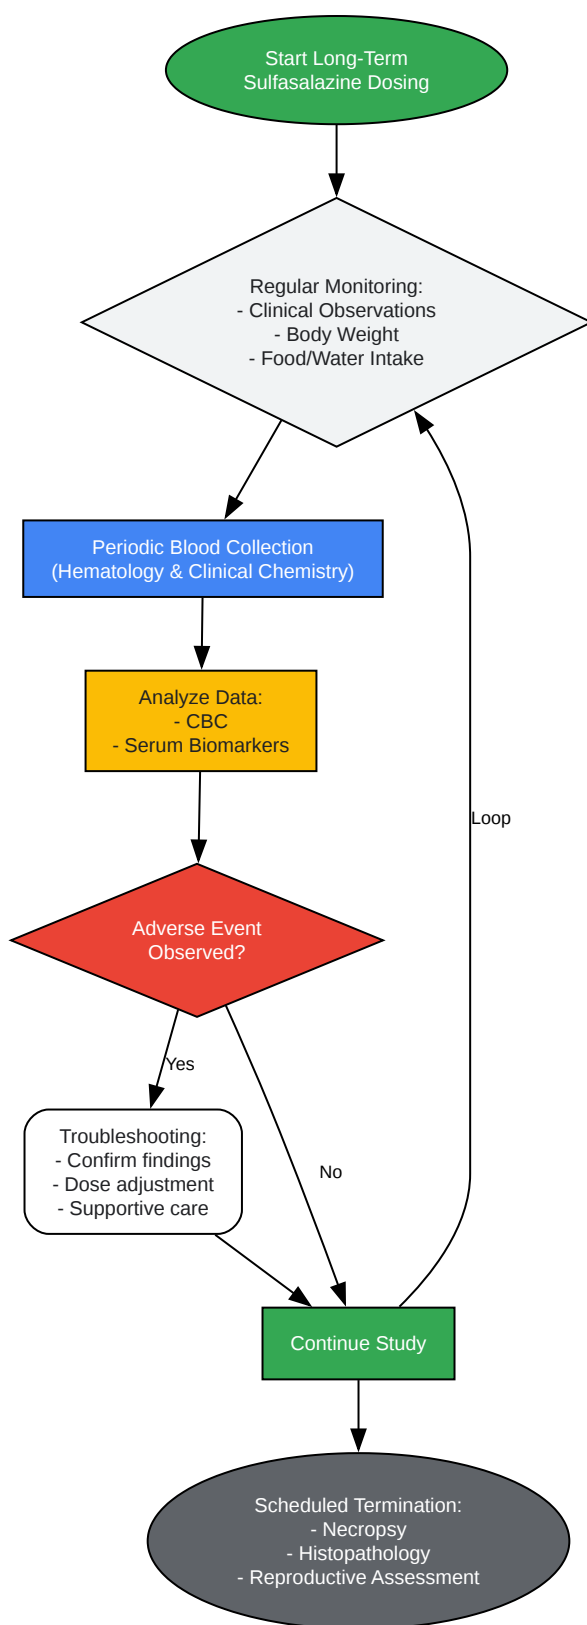 Start Long-Term
Sulfasalazine Dosing
Regular Monitoring:
- Clinical Observations
- Body Weight
- Food/Water Intake
Periodic Blood Collection
(Hematology & Clinical Chemistry)
Analyze Data:
- CBC
- Serum Biomarkers
Loop
Adverse Event
Observed?
Yes
Troubleshooting:
- Confirm findings
- Dose adjustment
- Supportive care
No
Continue Study
Scheduled Termination:
- Necropsy
- Histopathology
- Reproductive Assessment